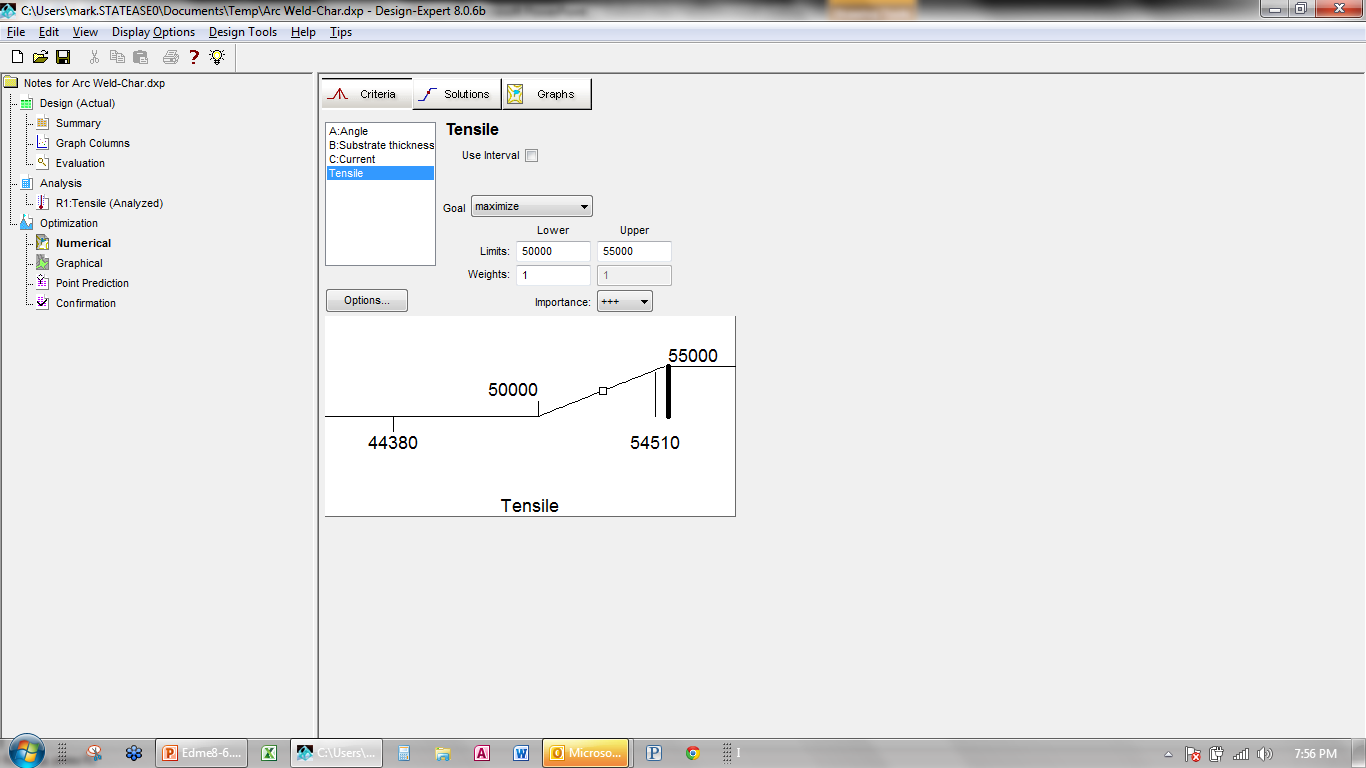 C:\Users\mark.STATEASE0\Documents\Temp\Arc Weld-Char.dxp - Design-Expert 8.0.6b
File Edit View Display Options Design Tools Help Tips
Notes for Arc Weld-Char.dxp
Design (Actual)
Summary
Graph Columns
Evaluation
Analysis
R1:Tensile (Analyzed)
Optimization
Numerical
Graphical
Point Prediction
Confirmation
Criteria Solutions Graphs
A:Angle
B:Substrate thickness
C:Current
Tensile
Tensile
Use Interval
Goal maximize
Lower Upper
Limits: 50000 55000
Weights: 1 1
Options... Importance: +++
55000
50000
44380 54510
Tensile
Edme8-6.... C:\Users\... Microso... 7:56 PM